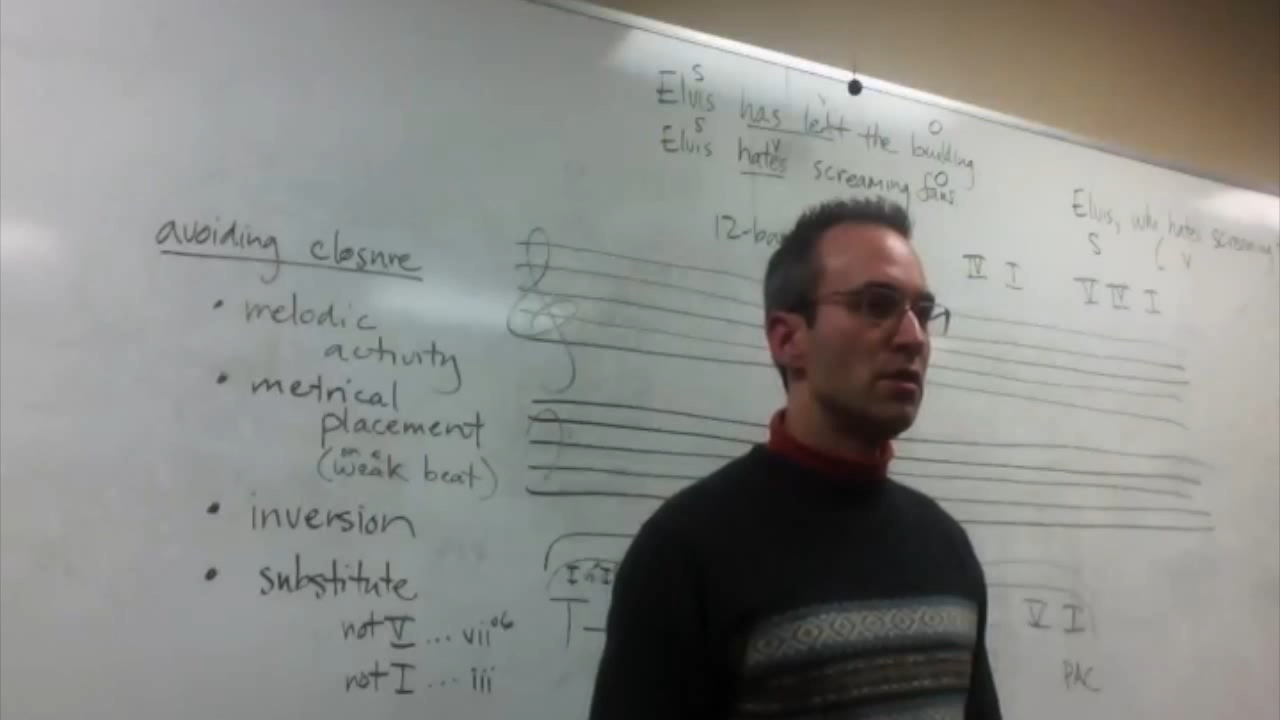 S
Elvis has left the building
V
O
S
Elvis hates screaming fans
V
O
12-bar
IV I
Elvis, who hates screaming
S ( V
V IV I
avoiding closure
• melodic
activity
• metrical
placement
(on a weak beat)
• inversion
• substitute
not V ... vii°6
not I ... iii
T
V I
PAC